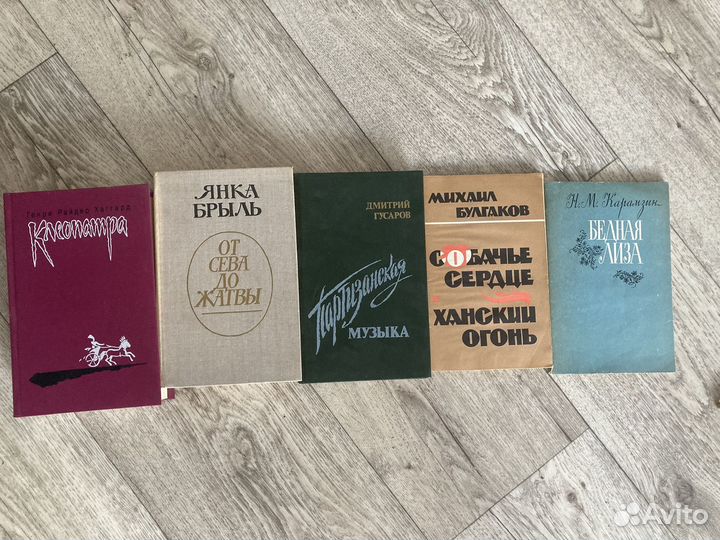 Генри Райдер Хаггард
Клеопатра
ЯНКА
БРЫЛЬ
ОТ
СЕВА
ДО
ЖАТВЫ
ДМИТРИЙ
ГУСАРОВ
Партизанская
МУЗЫКА
МИХАИЛ
БУЛГАКОВ
СОБАЧЬЕ
СЕРДЦЕ
ХАНСКИЙ
ОГОНЬ
Н. М. Карамзин
БЕДНАЯ
ЛИЗА
Avito